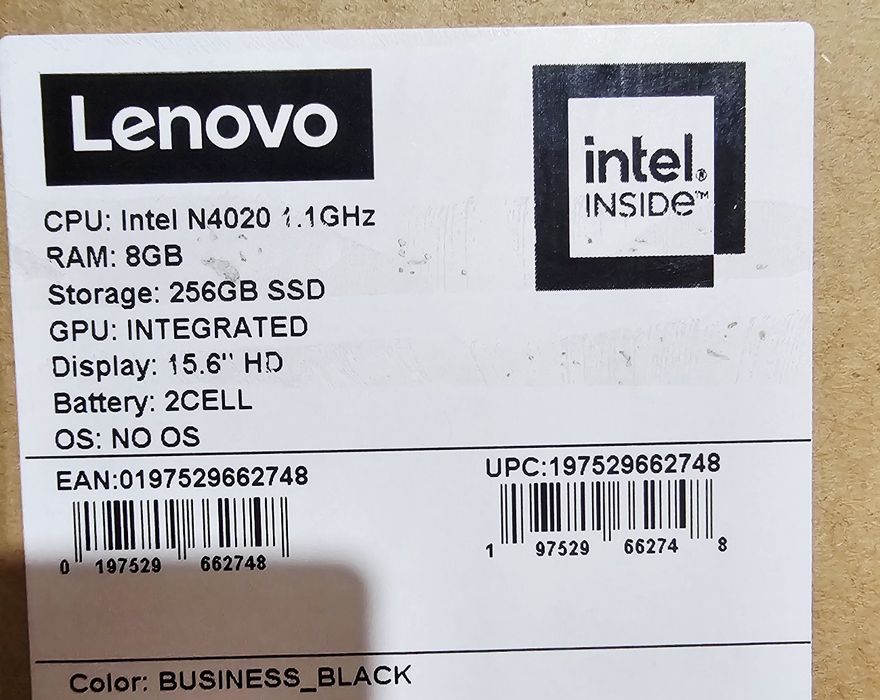 Lenovo
intel®
INSIDe™
CPU: Intel N4020 1.1GHz
RAM: 8GB
Storage: 256GB SSD
GPU: INTEGRATED
Display: 15.6" HD
Battery: 2CELL
OS: NO OS
EAN:0197529662748
0 197529 662748
UPC:197529662748
1 97529 66274 8
Color: BUSINESS_BLACK